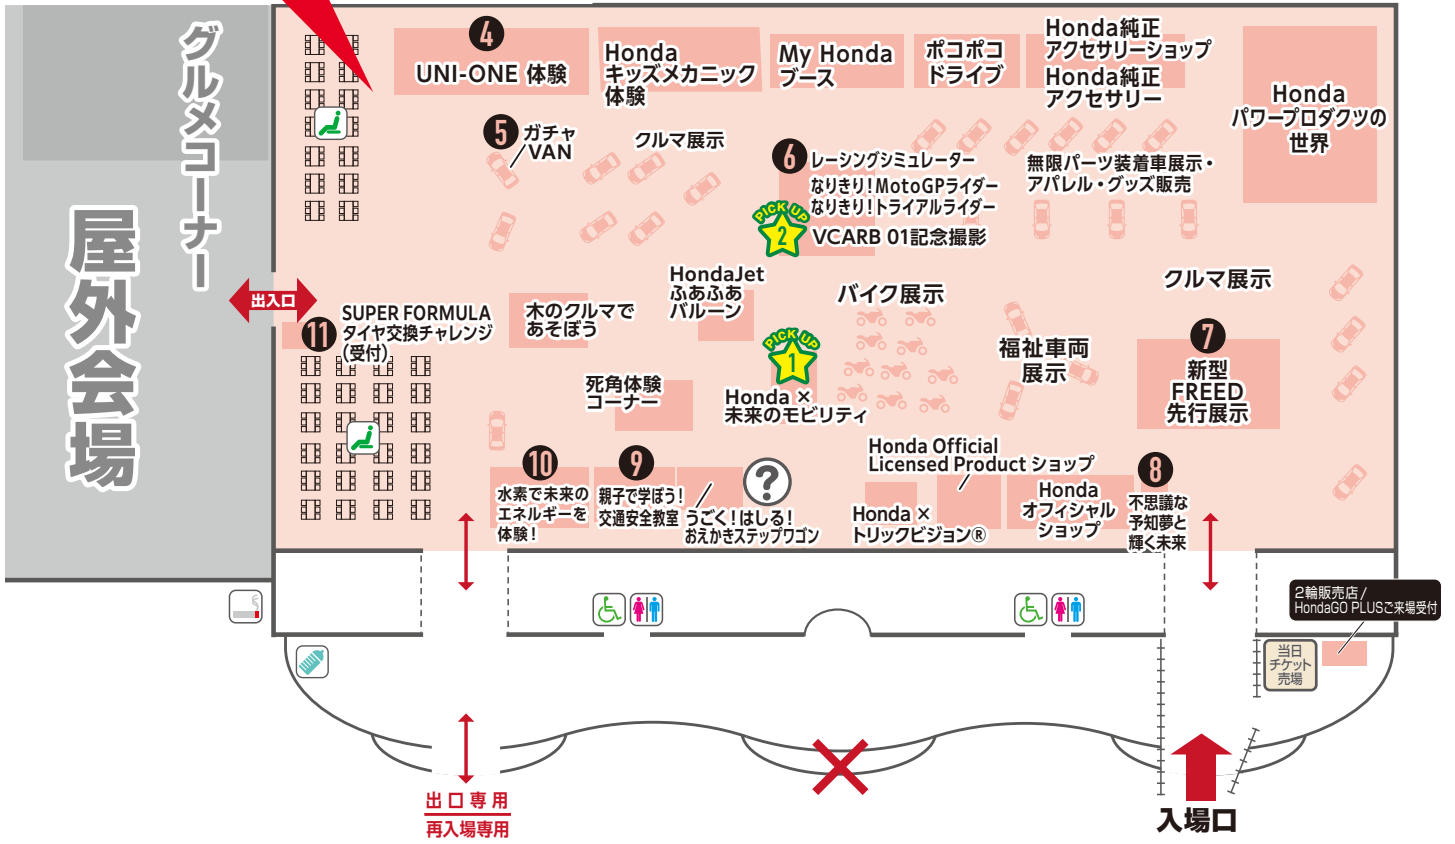 グルメコーナー
屋外会場
出入口
4
UNI-ONE 体験
Honda
キッズメカニック
体験
My Honda
ブース
ポコポコ
ドライブ
Honda純正
アクセサリーショップ
Honda純正
アクセサリー
Honda
パワープロダクツの
世界
5
ガチャ
VAN
クルマ展示
6
レーシングシミュレーター
なりきり!MotoGPライダー
なりきり!トライアルライダー
PICK UP
2
VCARB 01記念撮影
無限パーツ装着車展示・
アパレル・グッズ販売
11
SUPER FORMULA
タイヤ交換チャレンジ
(受付)
木のクルマで
あそぼう
HondaJet
ふあふあ
バルーン
バイク展示
クルマ展示
PICK UP
1
Honda ×
未来のモビリティ
死角体験
コーナー
福祉車両
展示
7
新型
FREED
先行展示
10
水素で未来の
エネルギーを
体験!
9
親子で学ぼう!
交通安全教室
?
うごく!はしる!
おえかきステップワゴン
Honda Official
Licensed Product ショップ
Honda ×
トリックビジョン®
Honda
オフィシャル
ショップ
8
不思議な
予知夢と
輝く未来
2輪販売店/
HondaGO PLUSご来場受付
当日
チケット
売場
出口専用
再入場専用
入場口